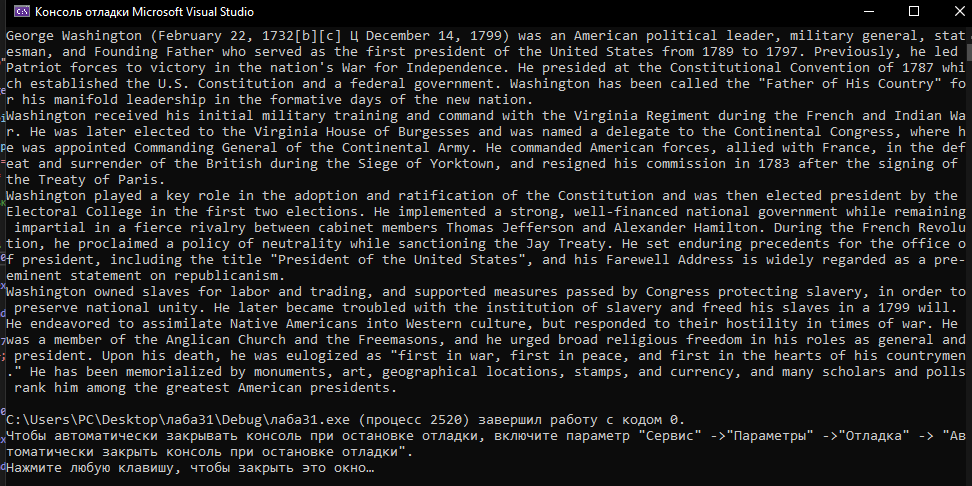 Консоль отладки Microsoft Visual Studio
George Washington (February 22, 1732[b][c] Ц December 14, 1799) was an American political leader, military general, stat
esman, and Founding Father who served as the first president of the United States from 1789 to 1797. Previously, he led
Patriot forces to victory in the nation's War for Independence. He presided at the Constitutional Convention of 1787 whi
ch established the U.S. Constitution and a federal government. Washington has been called the "Father of His Country" fo
r his manifold leadership in the formative days of the new nation.
Washington received his initial military training and command with the Virginia Regiment during the French and Indian Wa
r. He was later elected to the Virginia House of Burgesses and was named a delegate to the Continental Congress, where h
e was appointed Commanding General of the Continental Army. He commanded American forces, allied with France, in the def
eat and surrender of the British during the Siege of Yorktown, and resigned his commission in 1783 after the signing of
the Treaty of Paris.
Washington played a key role in the adoption and ratification of the Constitution and was then elected president by the
Electoral College in the first two elections. He implemented a strong, well-financed national government while remaining
impartial in a fierce rivalry between cabinet members Thomas Jefferson and Alexander Hamilton. During the French Revolu
tion, he proclaimed a policy of neutrality while sanctioning the Jay Treaty. He set enduring precedents for the office o
f president, including the title "President of the United States", and his Farewell Address is widely regarded as a pre-
eminent statement on republicanism.
Washington owned slaves for labor and trading, and supported measures passed by Congress protecting slavery, in order to
preserve national unity. He later became troubled with the institution of slavery and freed his slaves in a 1799 will.
He endeavored to assimilate Native Americans into Western culture, but responded to their hostility in times of war. He
was a member of the Anglican Church and the Freemasons, and he urged broad religious freedom in his roles as general and
president. Upon his death, he was eulogized as "first in war, first in peace, and first in the hearts of his countrymen
." He has been memorialized by monuments, art, geographical locations, stamps, and currency, and many scholars and polls
rank him among the greatest American presidents.
C:\Users\PC\Desktop\лаба31\Debug\лаба31.exe (процесс 2520) завершил работу с кодом 0.
Чтобы автоматически закрывать консоль при остановке отладки, включите параметр "Сервис" ->"Параметры" ->"Отладка" -> "Ав
томатически закрыть консоль при остановке отладки".
Нажмите любую клавишу, чтобы закрыть это окно…